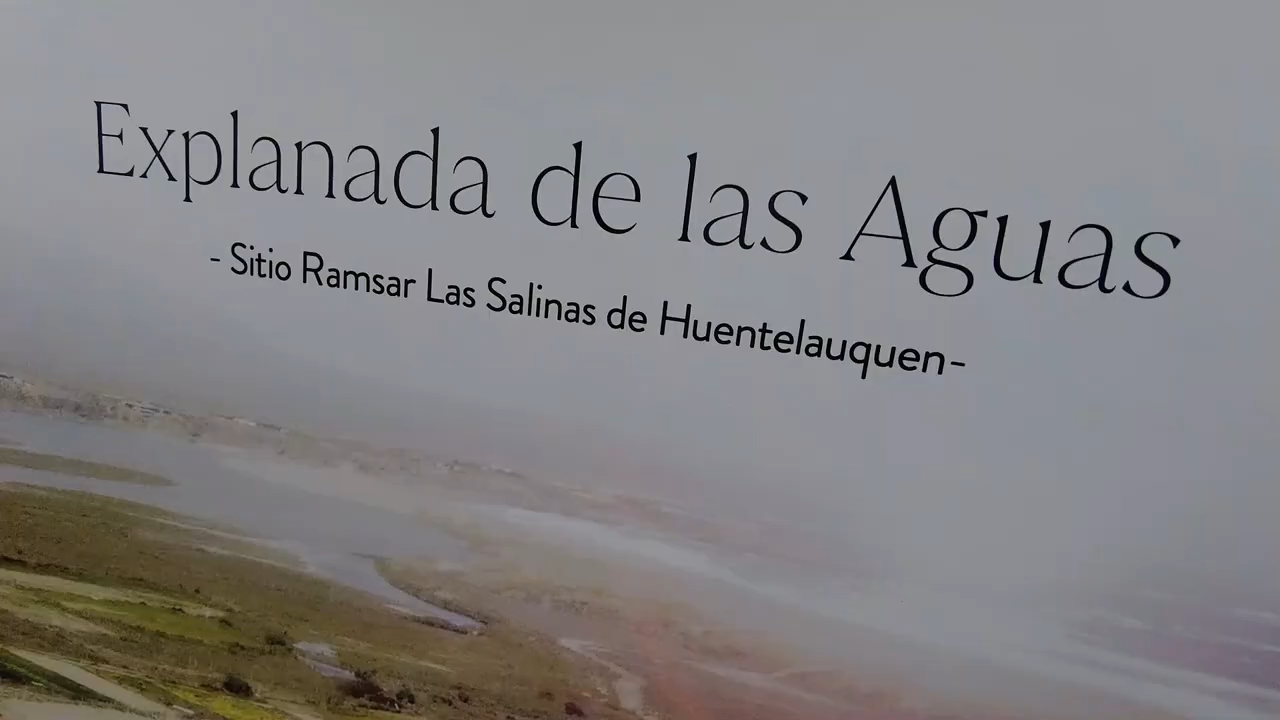 Explanada de las Aguas
- Sitio Ramsar Las Salinas de Huentelauquen-